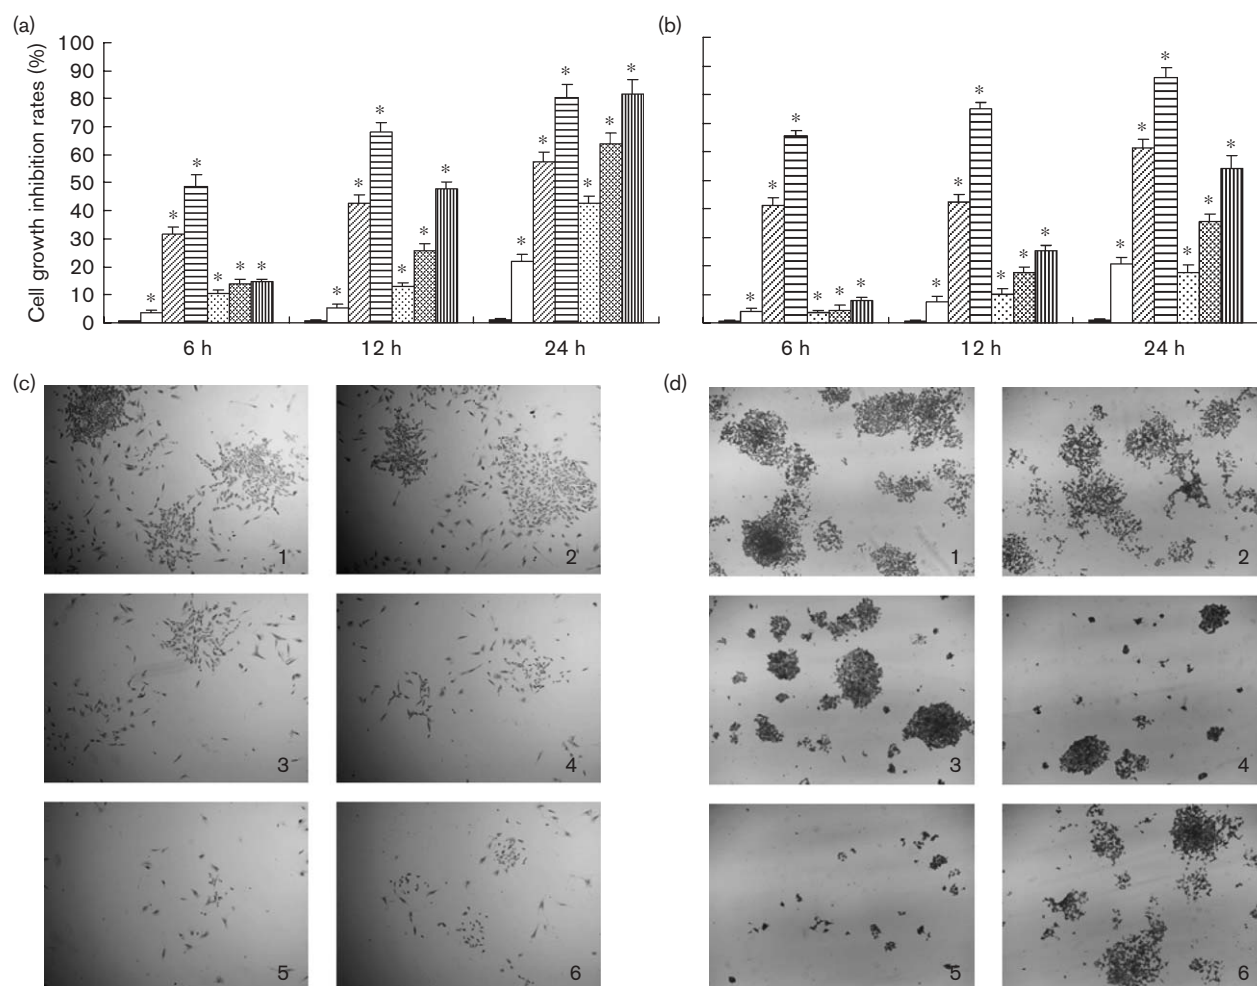 (a)
Cell growth inhibition rates (%)
100
90
80
70
60
50
40
30
20
10
0
* * * * * *
* * * * * *
* * * * * *
6 h 12 h 24 h
(b)
* * * * * *
* * * * * *
* * * * * *
6 h 12 h 24 h
(c)
1 2
3 4
5 6
(d)
1 2
3 4
5 6